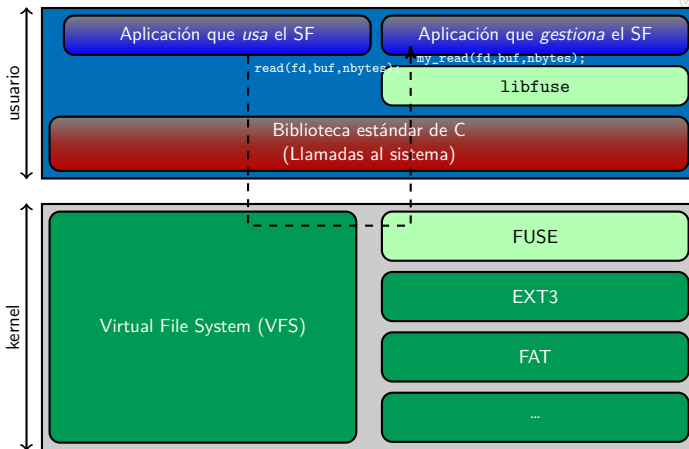 usuario
Aplicación que usa el SF
Aplicación que gestiona el SF
read(fd,buf,nbytes);
my_read(fd,buf,nbytes);
libfuse
Biblioteca estándar de C
(Llamadas al sistema)
kernel
Virtual File System (VFS)
FUSE
EXT3
FAT
...